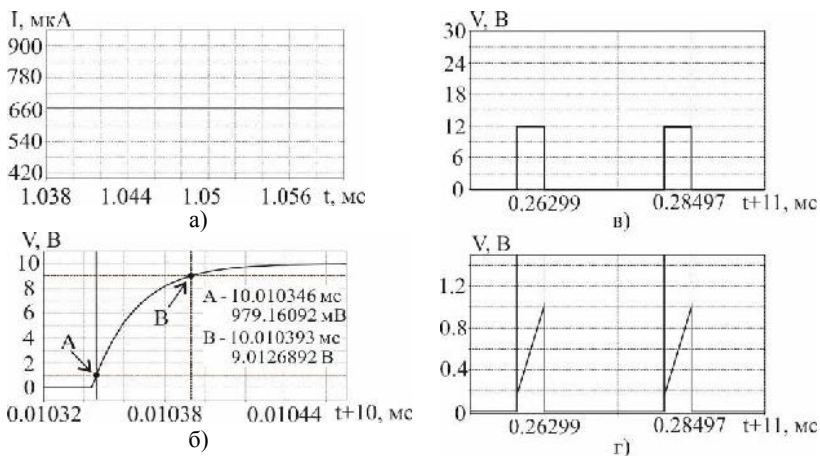 I, мкА
900
780
660
540
420
1.038 1.044 1.05 1.056 t, мс
а)
V, В
10
8
6
4
2
0
A
B
A - 10.010346 мс
979.16092 мВ
B - 10.010393 мс
9.0126892 В
0.01032 0.01038 0.01044 t+10, мс
б)
V, В
30
24
18
12
6
0
0.26299 0.28497 t+11, мс
в)
V, В
1.2
0.8
0.4
0
0.26299 0.28497 t+11, мс
г)